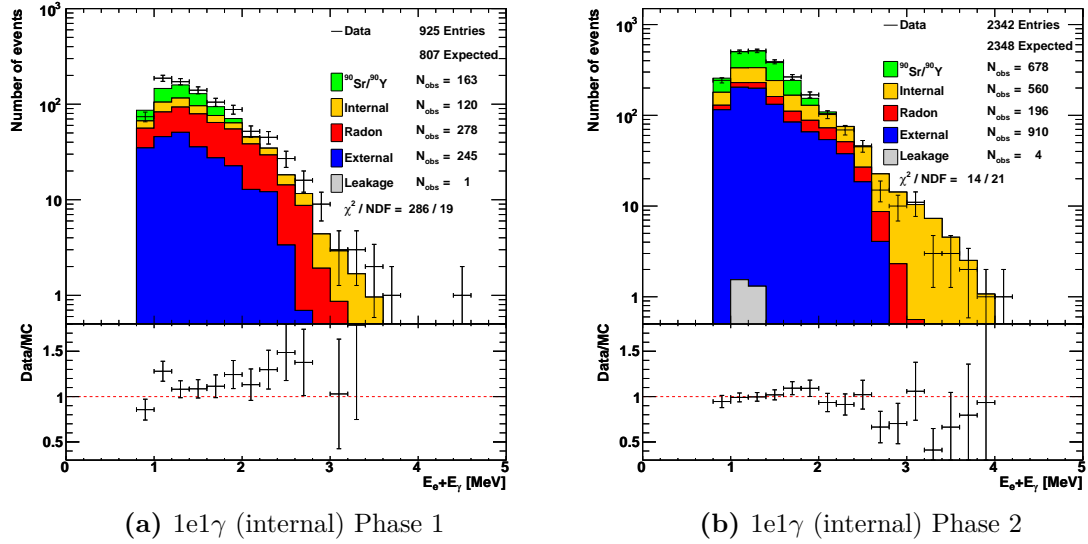 Number of events
10³
10²
10
1
Data 925 Entries
807 Expected
⁹⁰Sr/⁹⁰Y N_obs = 163
Internal N_obs = 120
Radon N_obs = 278
External N_obs = 245
Leakage N_obs = 1
χ² / NDF = 286 / 19
Data/MC
1.5
1
0.5
0 1 2 3 4 5
E_e+E_γ [MeV]
(a) 1e1γ (internal) Phase 1
Number of events
10³
10²
10
1
Data 2342 Entries
2348 Expected
⁹⁰Sr/⁹⁰Y N_obs = 678
Internal N_obs = 560
Radon N_obs = 196
External N_obs = 910
Leakage N_obs = 4
χ² / NDF = 14 / 21
Data/MC
1.5
1
0.5
0 1 2 3 4 5
E_e+E_γ [MeV]
(b) 1e1γ (internal) Phase 2